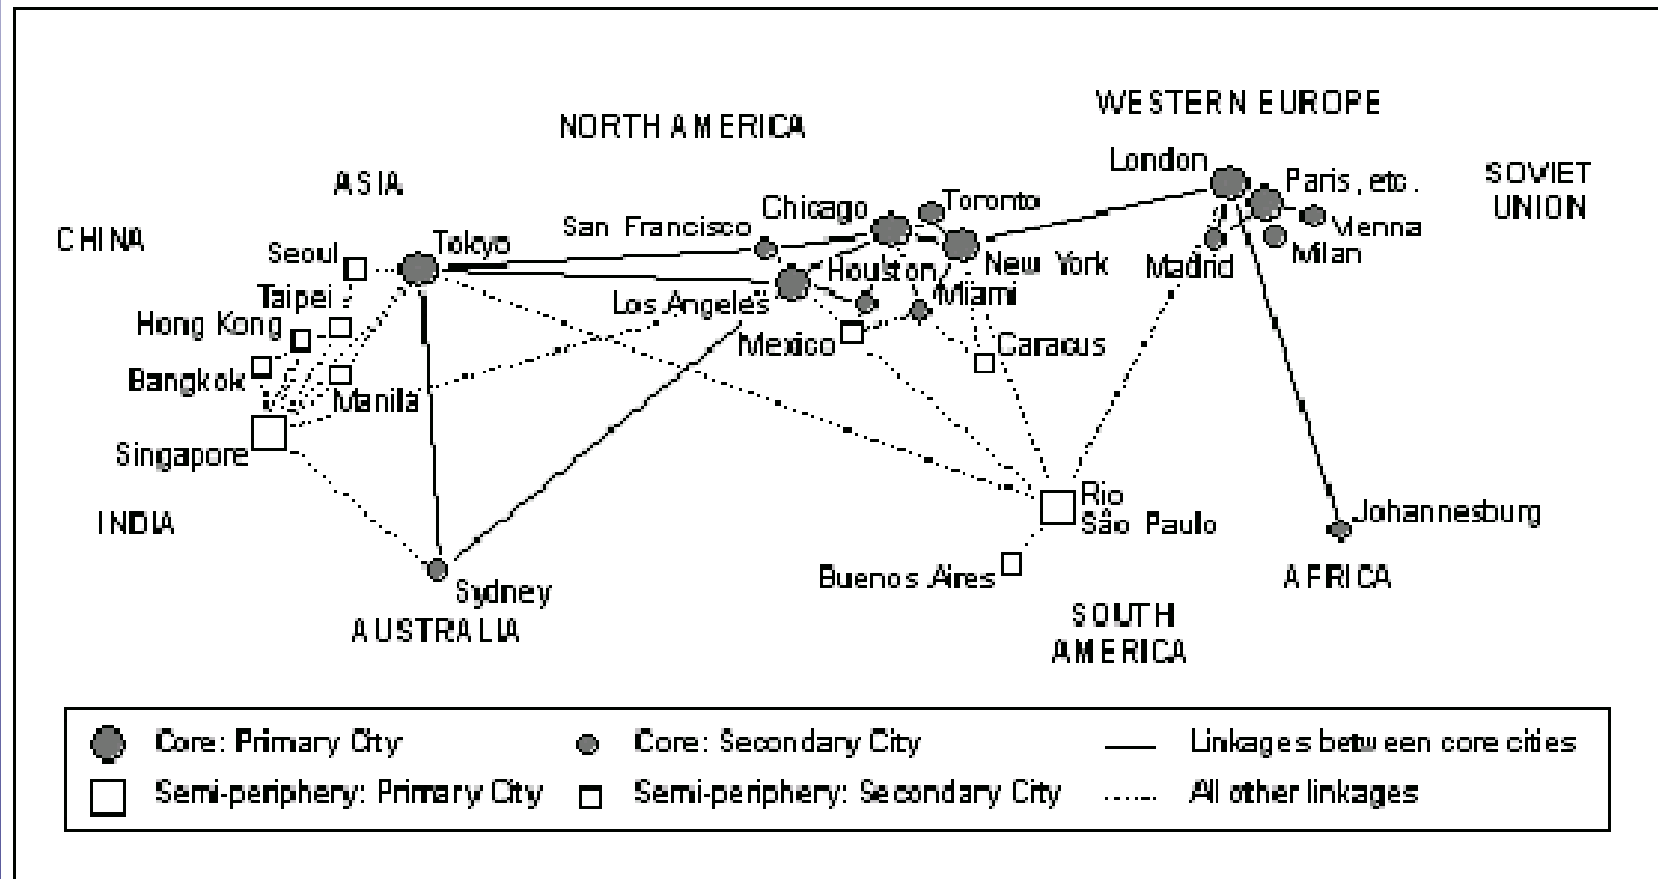 WESTERN EUROPE
NORTH AMERICA
London
SOVIET
UNION
Paris, etc.
ASIA
Toronto
Chicago
San Francisco
Vienna
CHINA
Seoul
Tokyo
Milan
Madrid
New York
Houston
Taipei
Los Angeles
Miami
Hong Kong
Mexico
Caracus
Bangkok
Manila
Singapore
Rio
São Paulo
Johannesburg
INDIA
Buenos Aires
AFRICA
Sydney
AUSTRALIA
SOUTH
AMERICA
Core: Primary City
Core: Secondary City
Linkages between core cities
Semi-periphery: Primary City
Semi-periphery: Secondary City
All other linkages